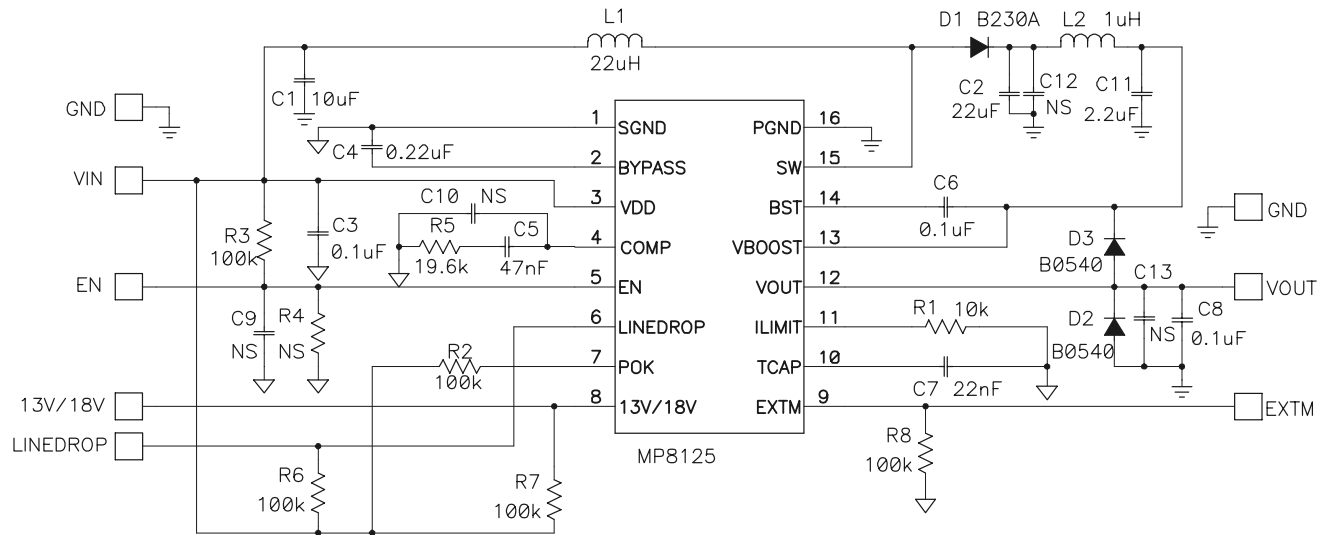 L1
22uH
D1 B230A
L2 1uH
C1 10uF
C2
22uF
C12
NS
C11
2.2uF
GND
1 SGND
PGND 16
C4 0.22uF
2 BYPASS
SW 15
VIN
3 VDD
BST 14
C6
0.1uF
GND
C10 NS
R5 C5
19.6k 47nF
4 COMP
VBOOST 13
R3
100k
C3
0.1uF
D3
B0540
EN
5 EN
VOUT 12
C13
NS
C8
0.1uF
VOUT
C9
NS
R4
NS
6 LINEDROP
ILIMIT 11
R1 10k
D2
B0540
R2
100k
7 POK
TCAP 10
C7 22nF
13V/18V
8 13V/18V
EXTM 9
EXTM
LINEDROP
MP8125
R8
100k
R6
100k
R7
100k